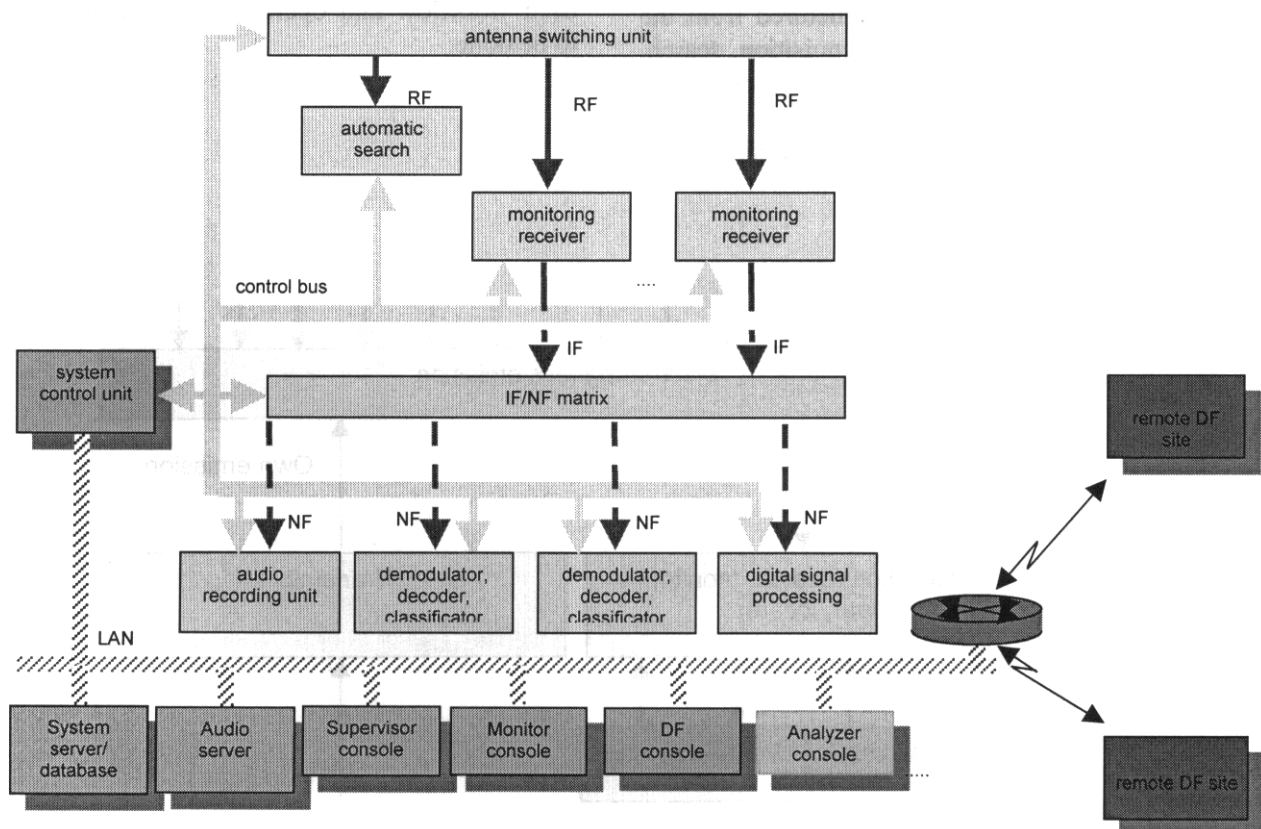 antenna switching unit
RF
RF
RF
automatic
search
monitoring
receiver
monitoring
receiver
control bus
....
IF
IF
system
control unit
IF/NF matrix
remote DF
site
NF
NF
NF
NF
audio
recording unit
demodulator,
decoder,
classificator
demodulator,
decoder,
classificator
digital signal
processing
LAN
System
server/
database
Audio
server
Supervisor
console
Monitor
console
DF
console
Analyzer
console
....
remote DF site